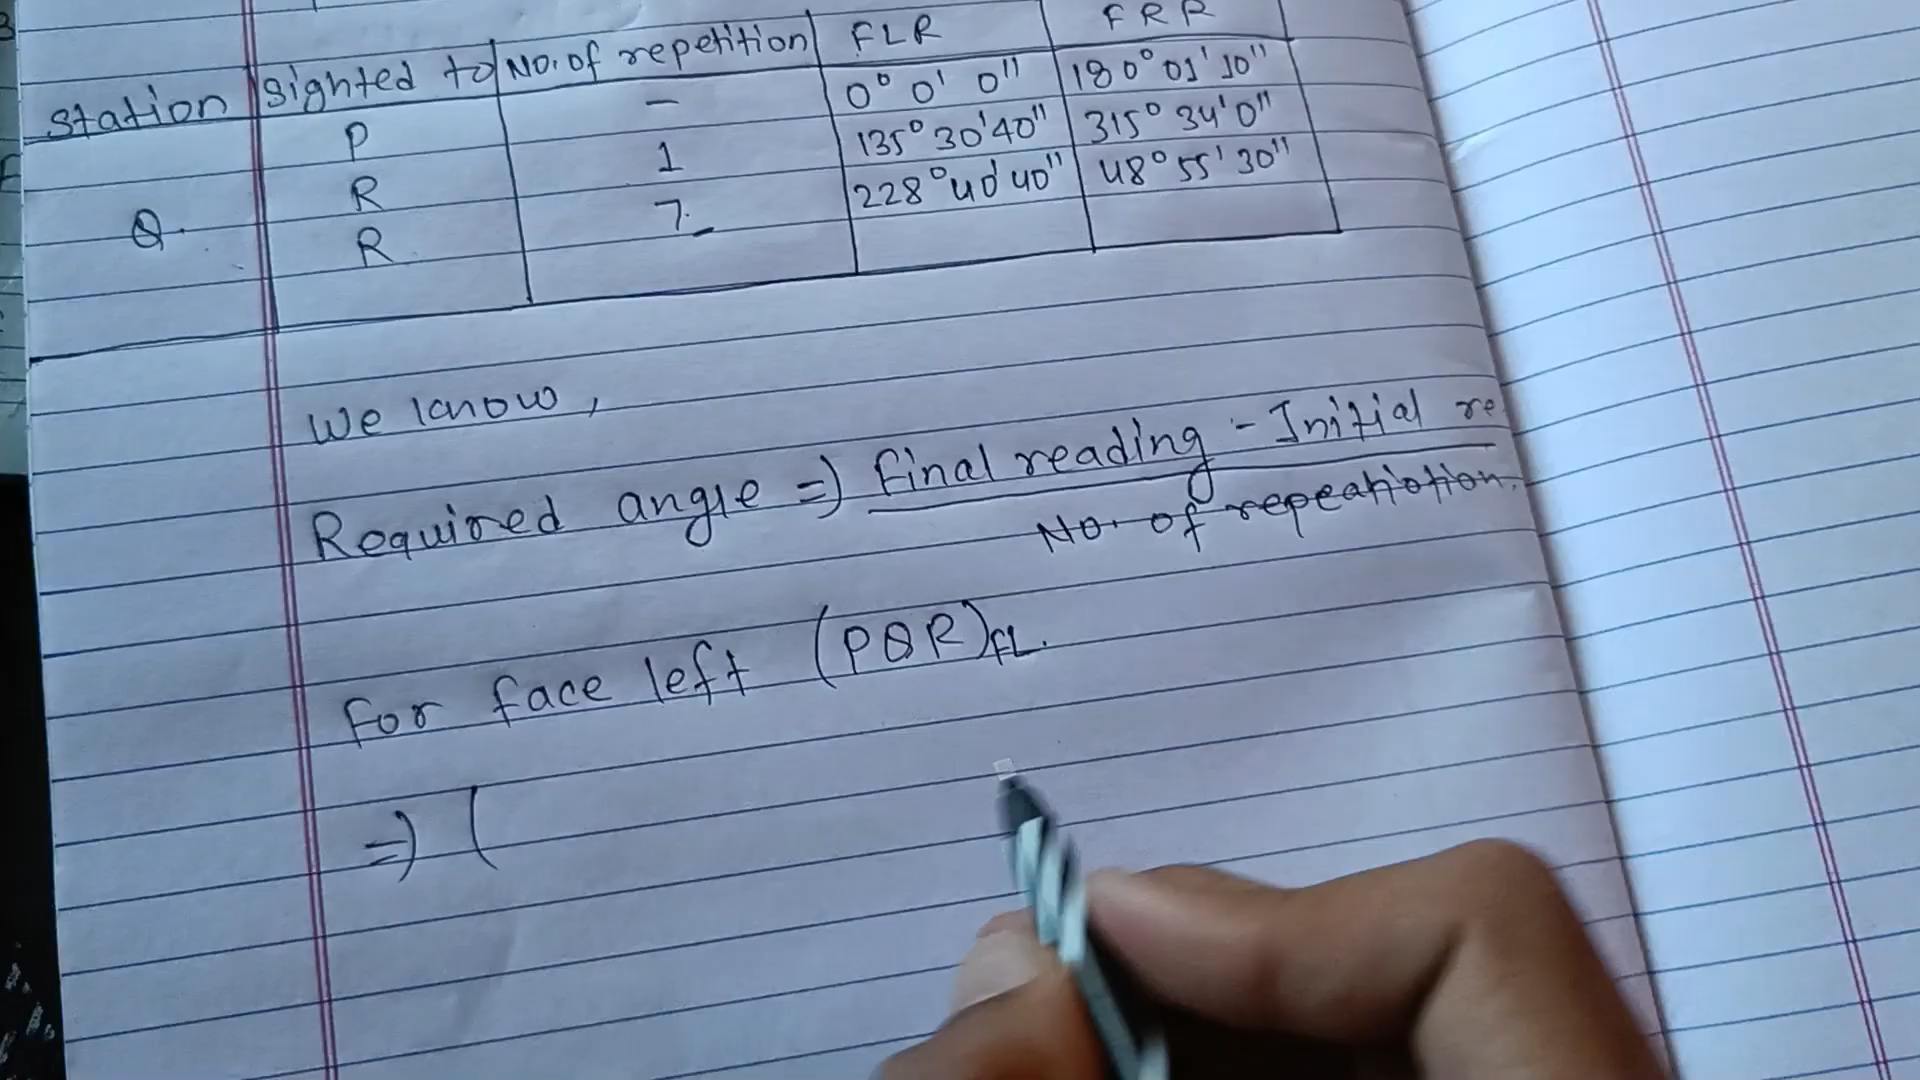 Station Sighted to No. of repetition FLR FRR
P - 0° 0' 0" 180° 01' 10"
R 1 135° 30' 40" 315° 34' 0"
Q. R 7. 228° 40' 40" 48° 55' 30"
We know,
Required angle => Final reading - Initial re
No. of repeatiotion.
For face left (PQR)FL.
=> (